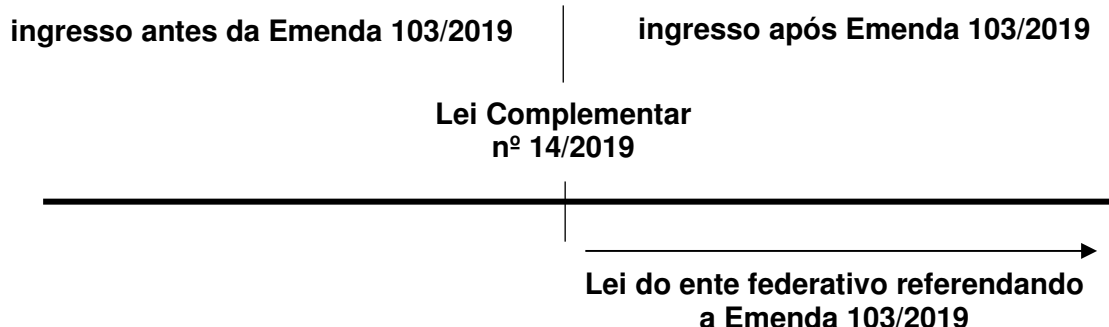 ingresso antes da Emenda 103/2019
ingresso após Emenda 103/2019
Lei Complementar
nº 14/2019
Lei do ente federativo referendando
a Emenda 103/2019